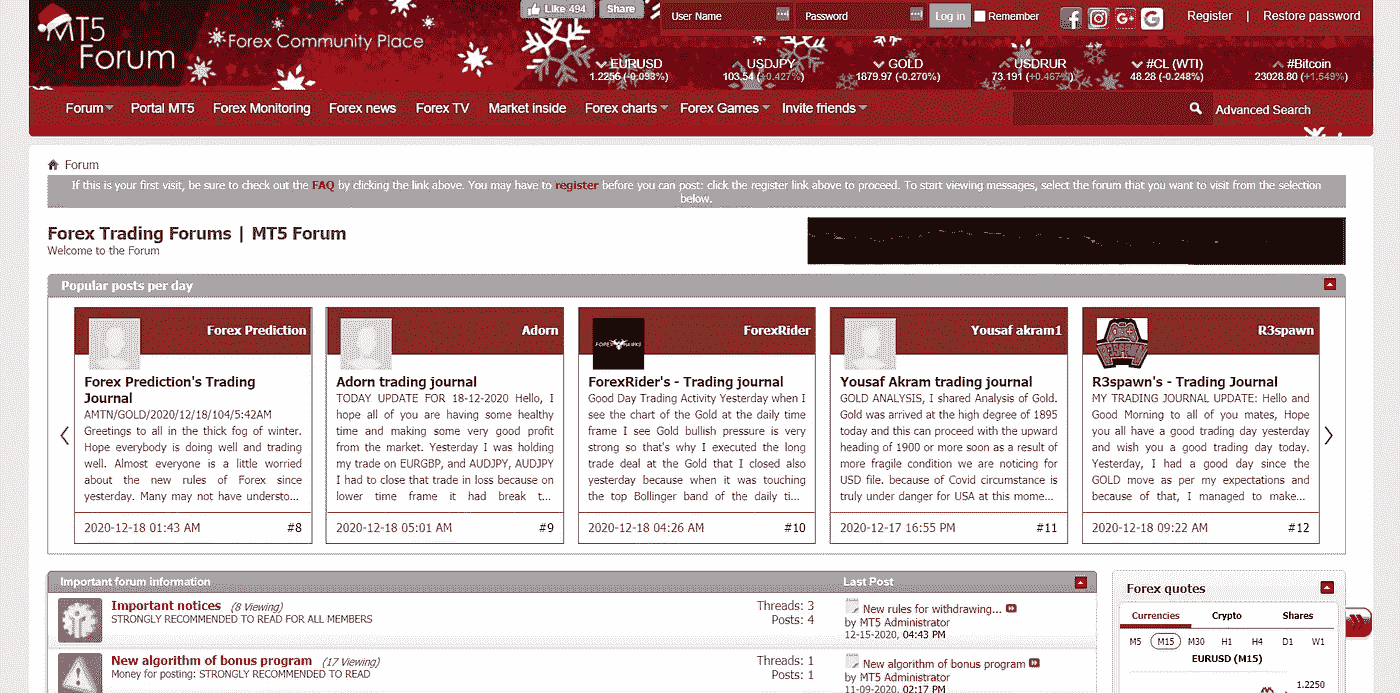 MT5
Forum
Forex Community Place
Like 494
Share
User Name
Password
Log in
Remember
Register | Restore password
EURUSD
1.2256 (-0.093%)
USDJPY
103.54 (+0.427%)
GOLD
1879.97 (-0.270%)
USDRUR
73.191 (+0.467%)
#CL (WTI)
48.28 (-0.248%)
#Bitcoin
23028.80 (+1.549%)
Forum
Portal MT5
Forex Monitoring
Forex news
Forex TV
Market inside
Forex charts
Forex Games
Invite friends
Advanced Search
Forum
If this is your first visit, be sure to check out the FAQ by clicking the link above. You may have to register before you can post: click the register link above to proceed. To start viewing messages, select the forum that you want to visit from the selection
below.
Forex Trading Forums | MT5 Forum
Welcome to the Forum
Popular posts per day
Forex Prediction
Forex Prediction's Trading
Journal
AMTN/GOLD/2020/12/18/104/5:42AM
Greetings to all in the thick fog of winter.
Hope everybody is doing well and trading
well. Almost everyone is a little worried
about the new rules of Forex since
yesterday. Many may not have understo...
2020-12-18 01:43 AM
#8
Adorn
Adorn trading journal
TODAY UPDATE FOR 18-12-2020 Hello, I
hope all of you are having some healthy
time and making some very good profit
from the market. Yesterday I was holding
my trade on EURGBP, and AUDJPY, AUDJPY
I had to close that trade in loss because on
lower time frame it had break t...
2020-12-18 05:01 AM
#9
ForexRider
ForexRider's - Trading journal
Good Day Trading Activity Yesterday when I
see the chart of the Gold at the daily time
frame I see Gold bullish pressure is very
strong so that's why I executed the long
trade deal at the Gold that I closed also
yesterday because when it was touching
the top Bollinger band of the daily ti...
2020-12-18 04:26 AM
#10
Yousaf akram1
Yousaf Akram trading journal
GOLD ANALYSIS, I shared Analysis of Gold.
Gold was arrived at the high degree of 1895
today and this can proceed with the upward
heading of 1900 or more soon as a result of
more fragile condition we are noticing for
USD file. because of Covid circumstance is
truly under danger for USA at this mome...
2020-12-17 16:55 PM
#11
R3spawn
R3spawn's - Trading Journal
MY TRADING JOURNAL UPDATE: Hello and
Good Morning to all of you mates, Hope
you all have a good trading day yesterday
and wish you a good trading day today.
Yesterday, I had a good day since the
GOLD move as per my expectations and
because of that, I managed to make...
2020-12-18 09:22 AM
#12
Important forum information
Last Post
Important notices (8 Viewing)
STRONGLY RECOMMENDED TO READ FOR ALL MEMBERS
Threads: 3
Posts: 4
New rules for withdrawing...
by MT5 Administrator
12-15-2020, 04:43 PM
New algorithm of bonus program (17 Viewing)
Money for posting: STRONGLY RECOMMENDED TO READ
Threads: 1
Posts: 1
New algorithm of bonus program
by MT5 Administrator
11-09-2020, 02:17 PM
Forex quotes
Currencies
Crypto
Shares
M5 M15 M30 H1 H4 D1 W1
EURUSD (M15)
1.2250